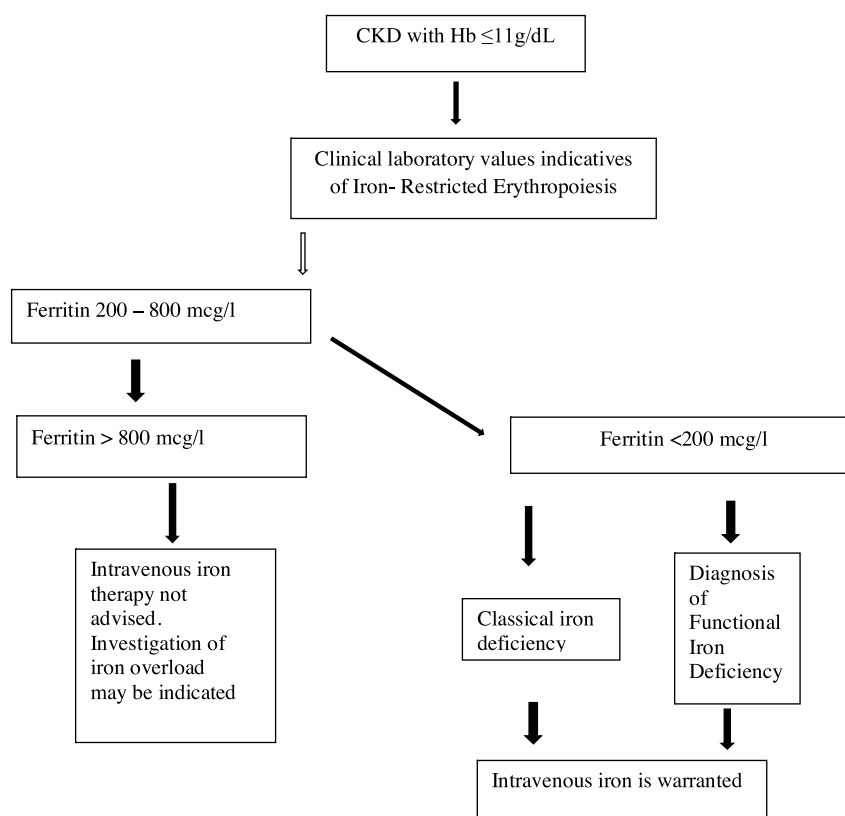 CKD with Hb ≤11g/dL
Clinical laboratory values indicatives
of Iron- Restricted Erythropoiesis
Ferritin 200 – 800 mcg/l
Ferritin > 800 mcg/l
Ferritin <200 mcg/l
Intravenous iron
therapy not
advised.
Investigation of
iron overload
may be indicated
Classical iron
deficiency
Diagnosis
of
Functional
Iron
Deficiency
Intravenous iron is warranted